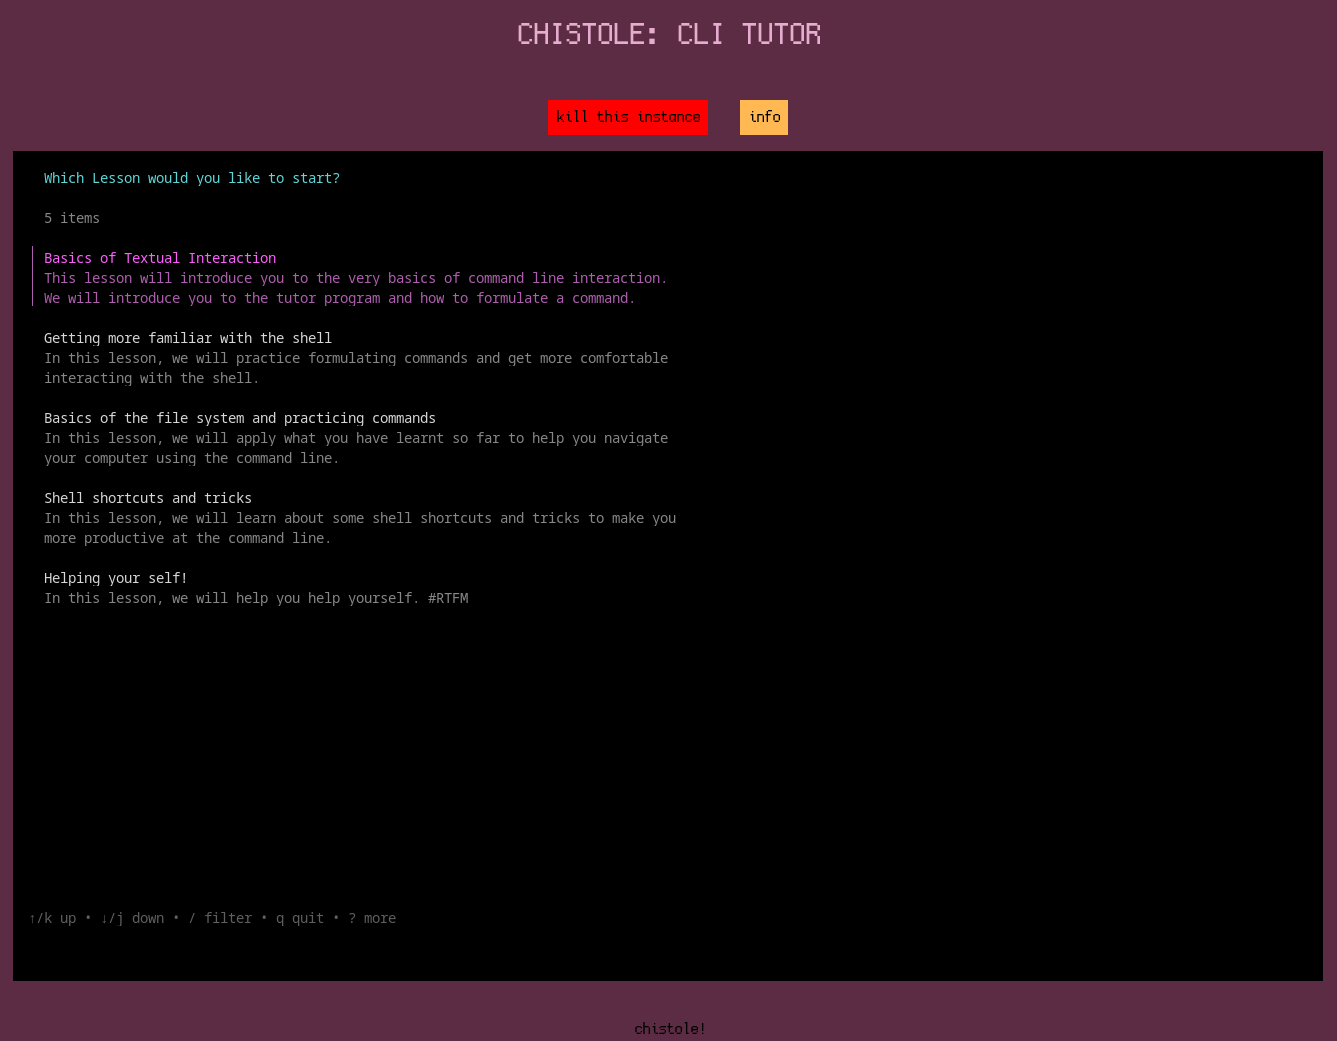 CHISTOLE: CLI TUTOR
kill this instance
info
Which Lesson would you like to start?
5 items
Basics of Textual Interaction
This lesson will introduce you to the very basics of command line interaction.
We will introduce you to the tutor program and how to formulate a command.
Getting more familiar with the shell
In this lesson, we will practice formulating commands and get more comfortable
interacting with the shell.
Basics of the file system and practicing commands
In this lesson, we will apply what you have learnt so far to help you navigate
your computer using the command line.
Shell shortcuts and tricks
In this lesson, we will learn about some shell shortcuts and tricks to make you
more productive at the command line.
Helping your self!
In this lesson, we will help you help yourself. #RTFM
↑/k up • ↓/j down • / filter • q quit • ? more
chistole!